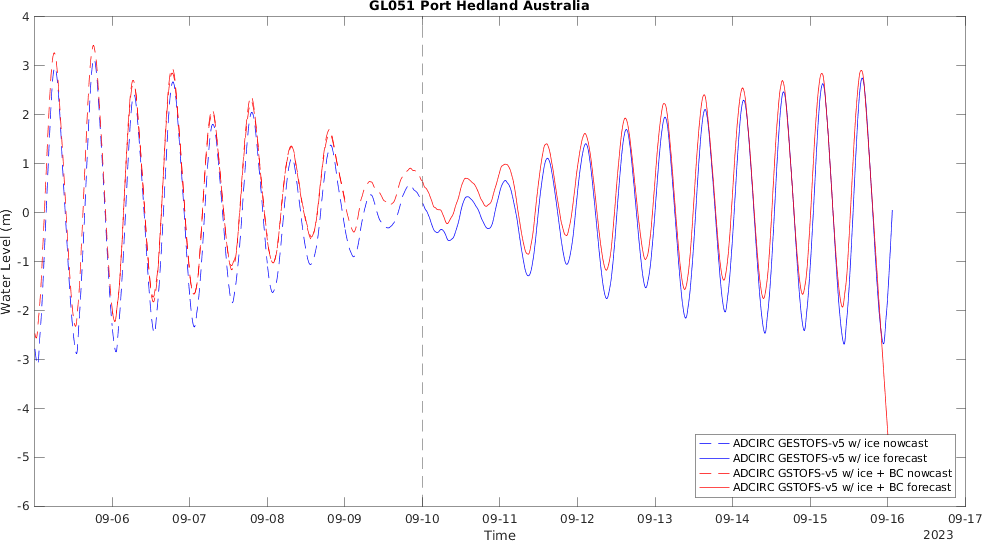 GL051 Port Hedland Australia
4
3
2
1
0
-1
-2
-3
-4
-5
-6
Water Level (m)
ADCIRC GESTOFS-v5 w/ ice nowcast
ADCIRC GESTOFS-v5 w/ ice forecast
ADCIRC GSTOFS-v5 w/ ice + BC nowcast
ADCIRC GSTOFS-v5 w/ ice + BC forecast
09-06 09-07 09-08 09-09 09-10 09-11 09-12 09-13 09-14 09-15 09-16 09-17
Time
2023